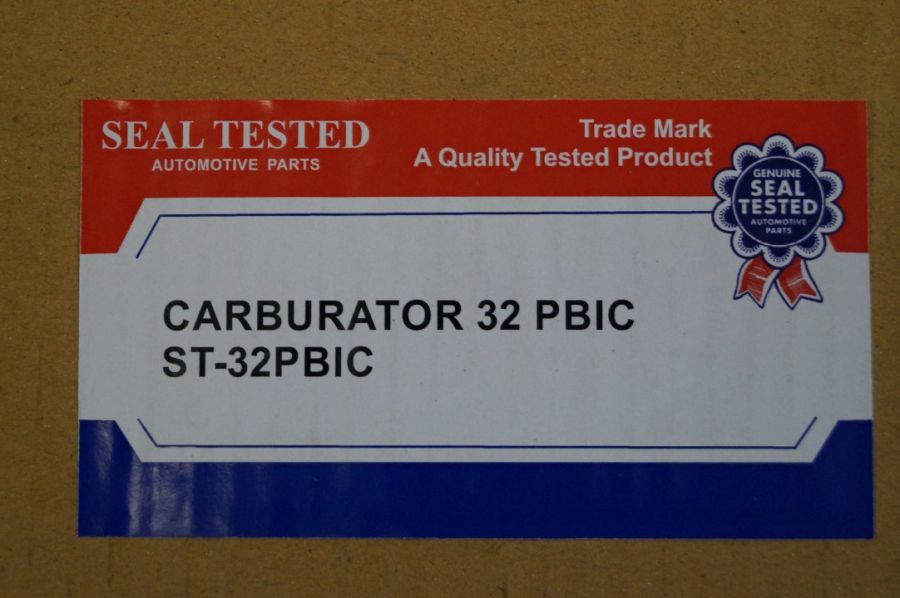 SEAL TESTED
AUTOMOTIVE PARTS
Trade Mark
A Quality Tested Product
GENUINE
SEAL
TESTED
AUTOMOTIVE
PARTS
CARBURATOR 32 PBIC
ST-32PBIC